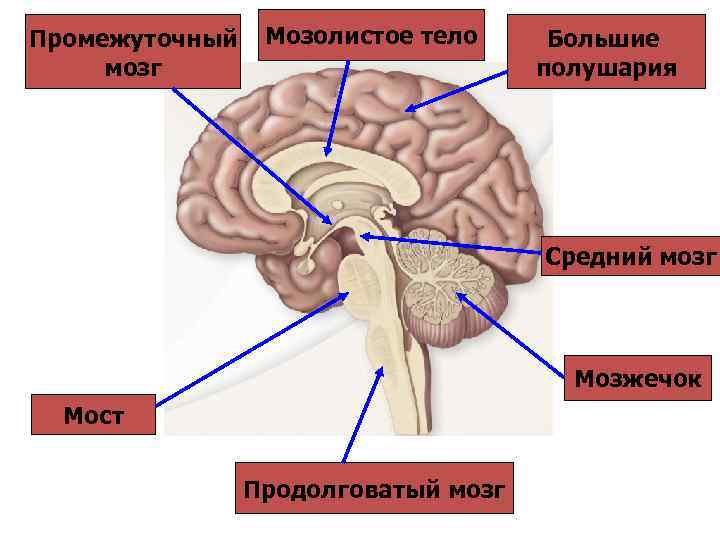 Промежуточный
мозг
Мозолистое тело
Большие
полушария
Средний мозг
Мозжечок
Мост
Продолговатый мозг